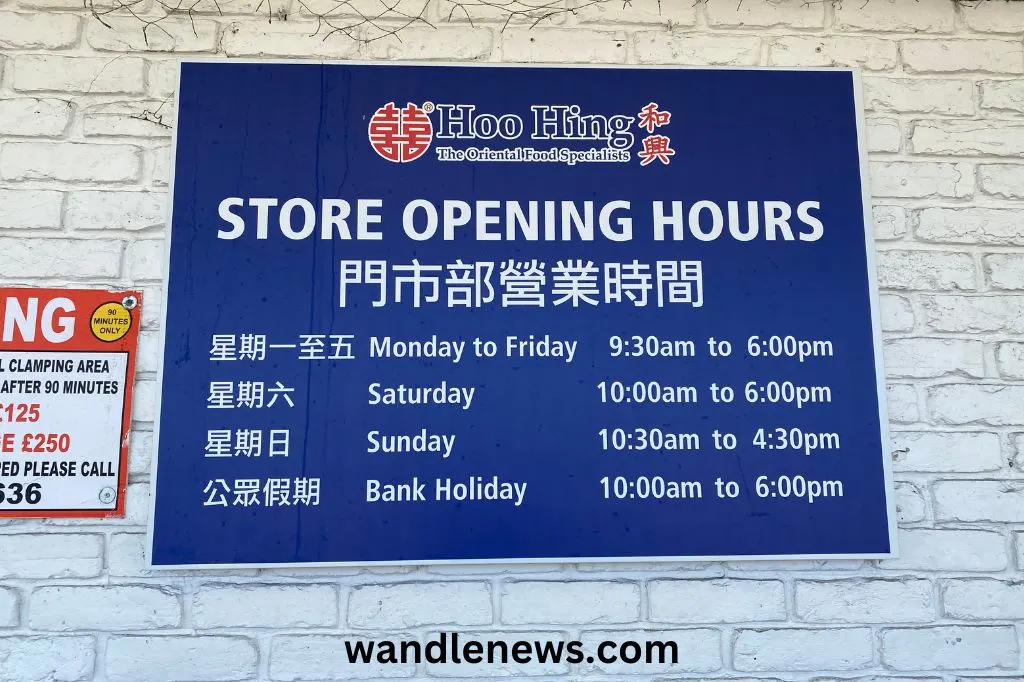 囍® Hoo Hing 和興
The Oriental Food Specialists
STORE OPENING HOURS
門市部營業時間
星期一至五 Monday to Friday 9:30am to 6:00pm
星期六 Saturday 10:00am to 6:00pm
星期日 Sunday 10:30am to 4:30pm
公眾假期 Bank Holiday 10:00am to 6:00pm
NG
90
MINUTES
ONLY
CLAMPING AREA
AFTER 90 MINUTES
£125
£250
PLEASE CALL
636
wandlenews.com